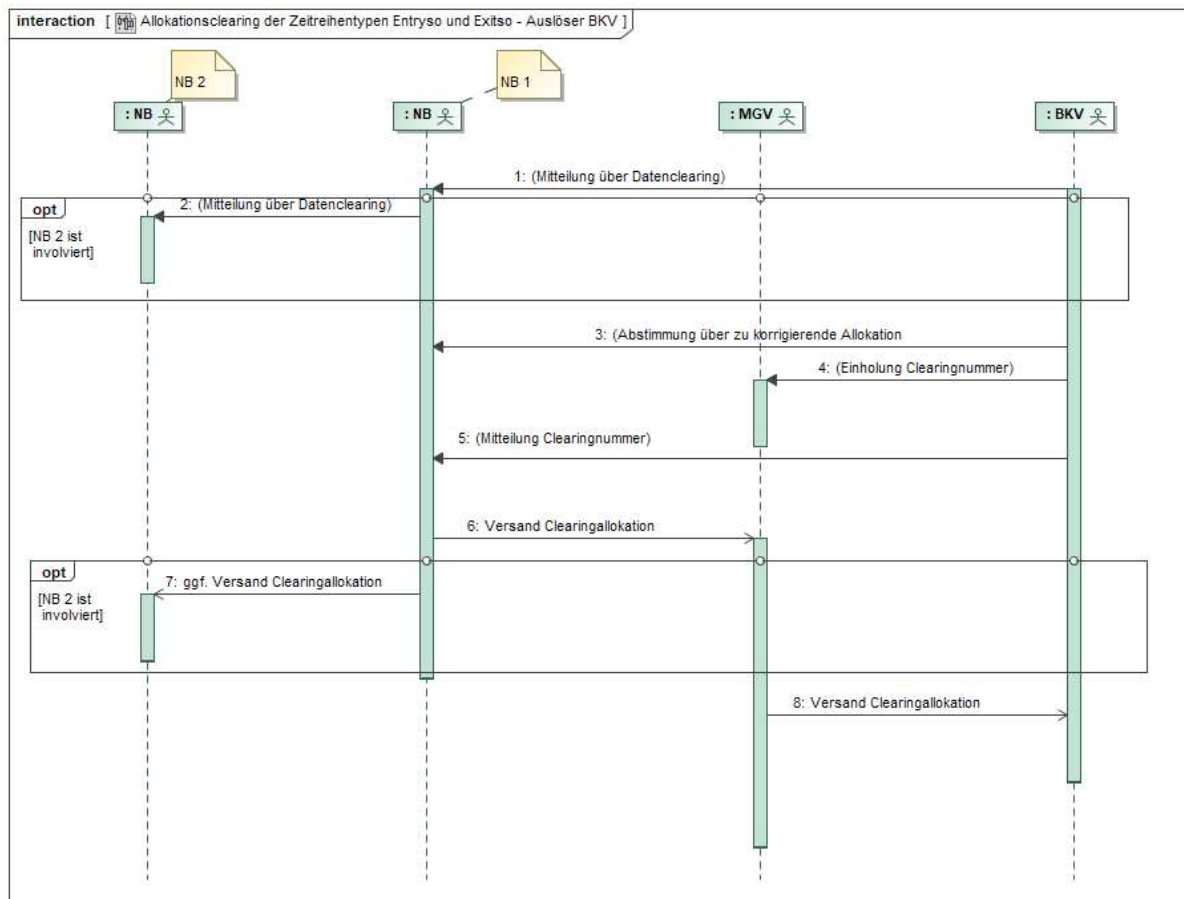 interaction [ Allokationsclearing der Zeitreihentypen Entryso und Exitso - Auslöser BKV ]
NB 2
NB 1
: NB
: NB
: MGV
: BKV
1: (Mitteilung über Datenclearing)
opt
2: (Mitteilung über Datenclearing)
[NB 2 ist
involviert]
3: (Abstimmung über zu korrigierende Allokation
4: (Einholung Clearingnummer)
5: (Mitteilung Clearingnummer)
6: Versand Clearingallokation
opt
7: ggf. Versand Clearingallokation
[NB 2 ist
involviert]
8: Versand Clearingallokation